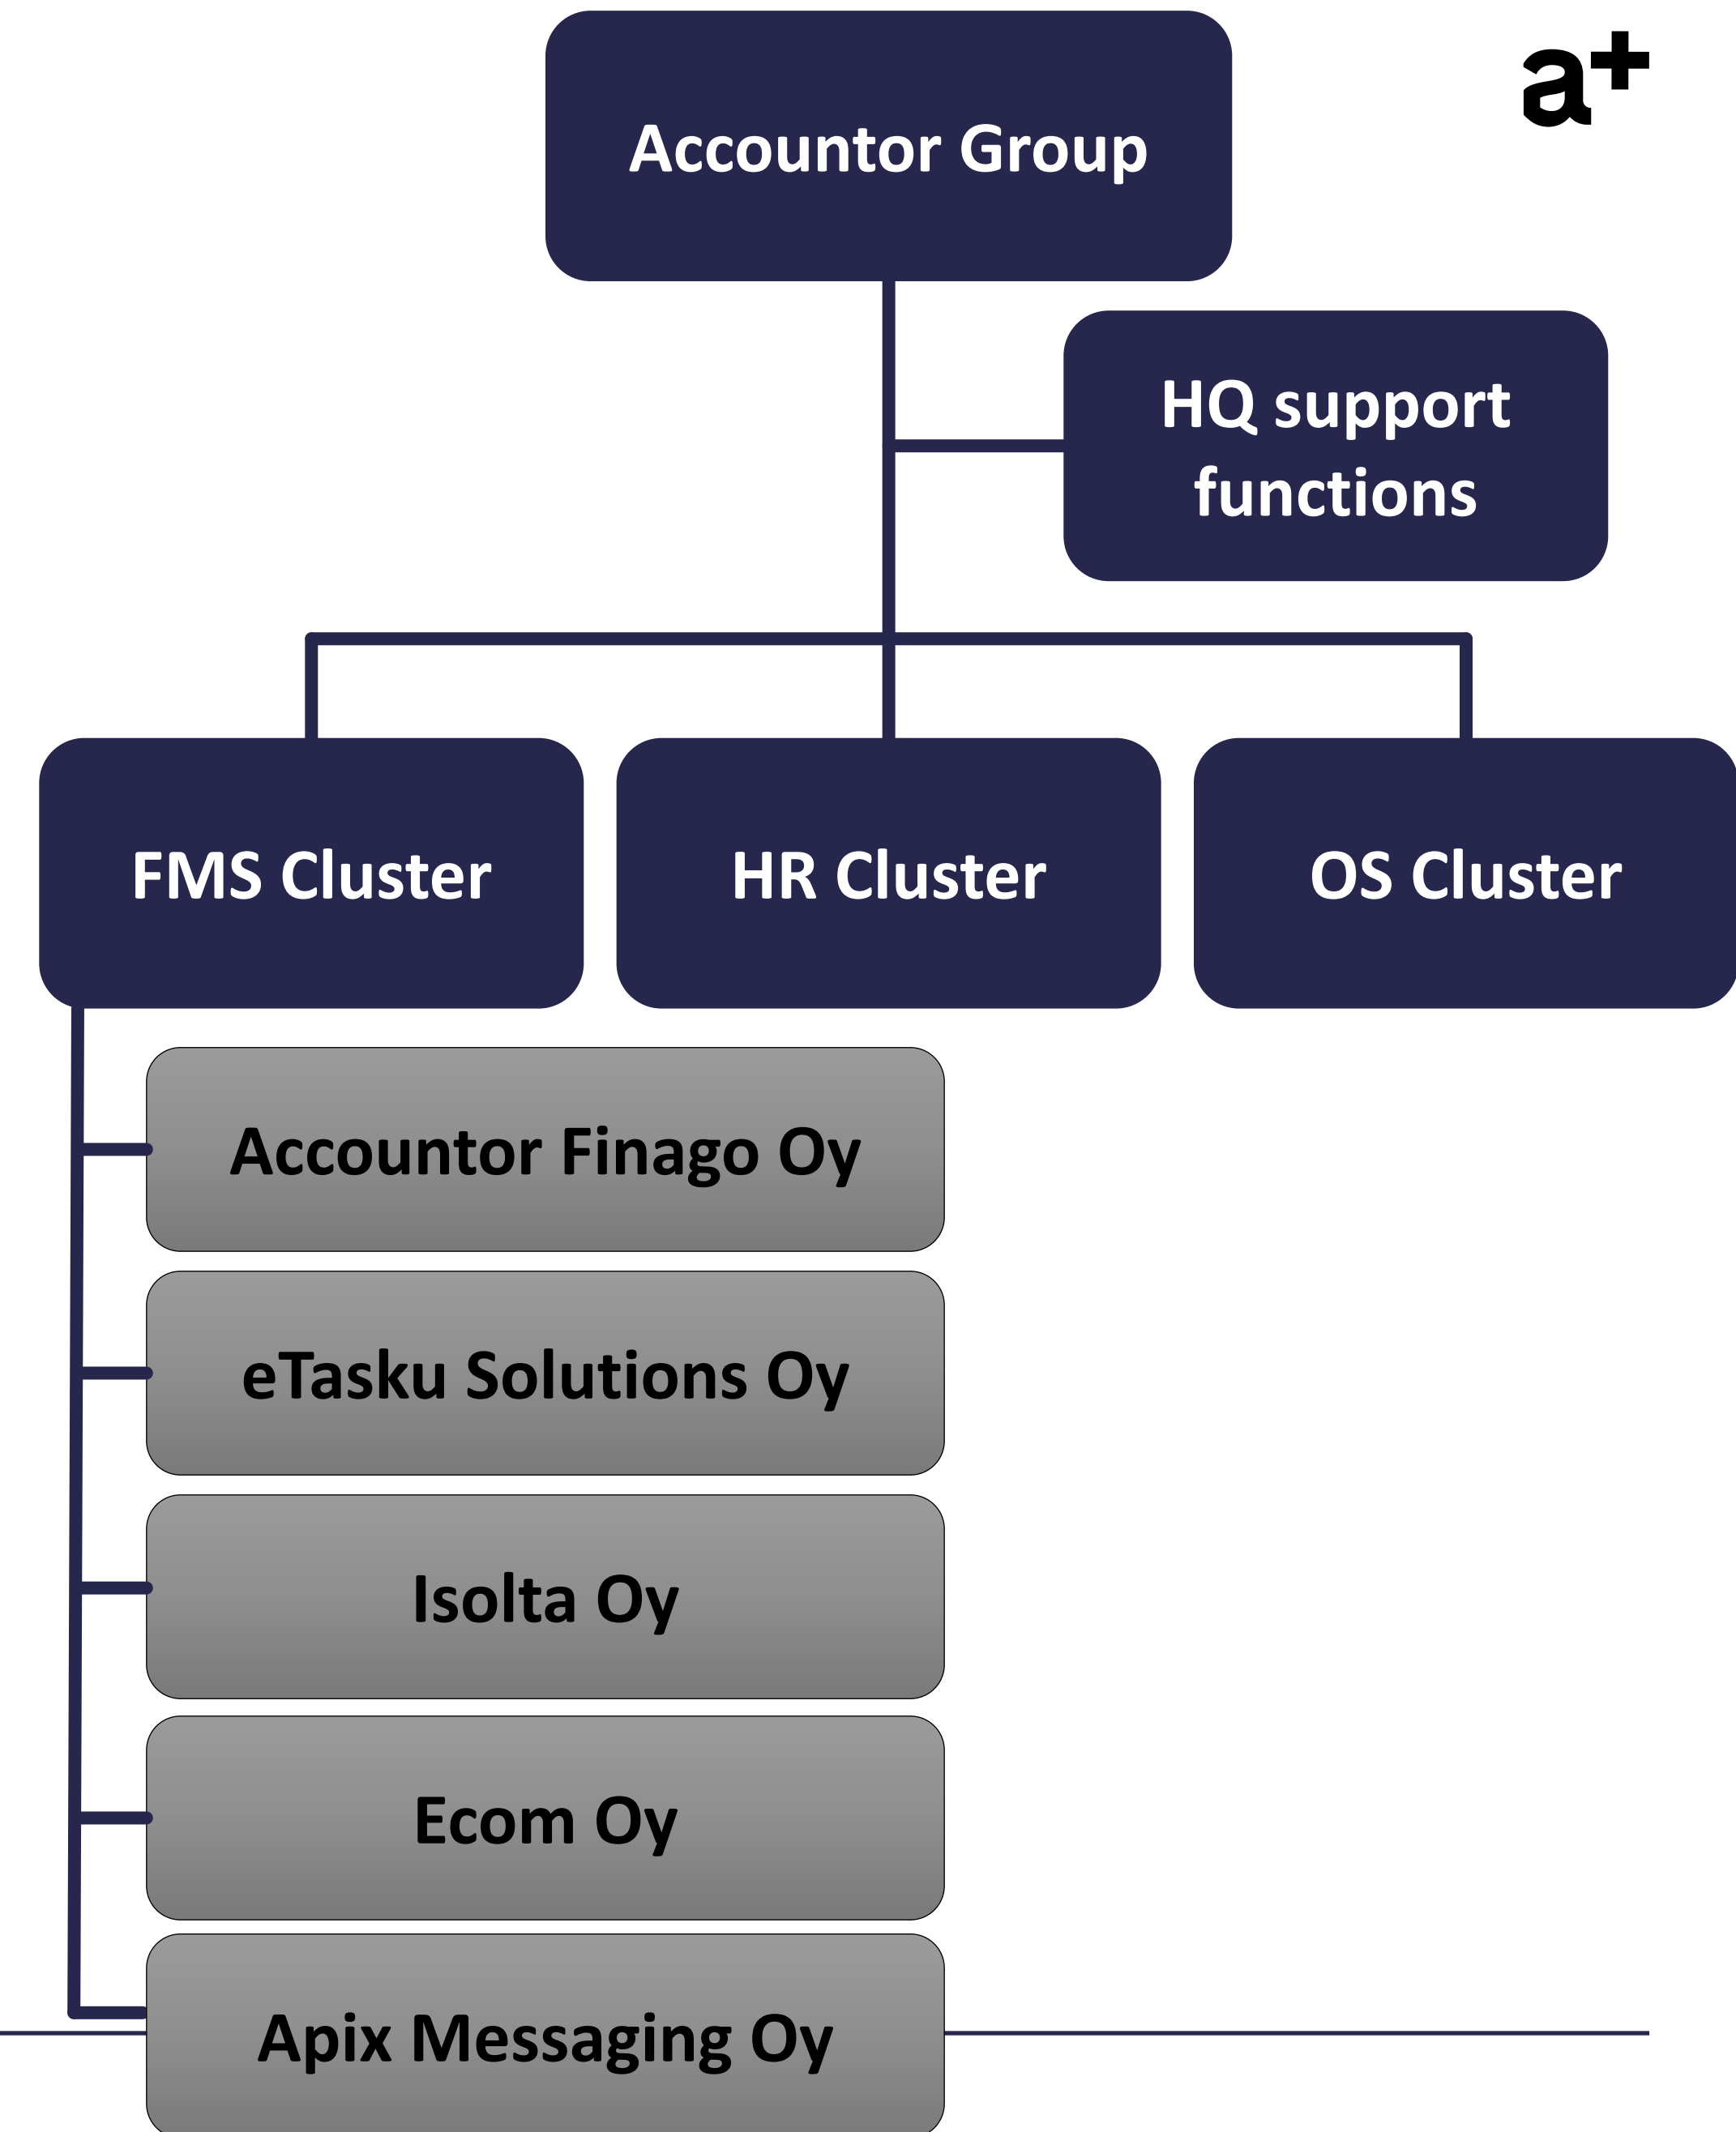 Accountor Group
a+
HQ support
functions
FMS Cluster
HR Cluster
OS Cluster
Accountor Finago Oy
eTasku Solutions Oy
Isolta Oy
Ecom Oy
Apix Messaging Oy